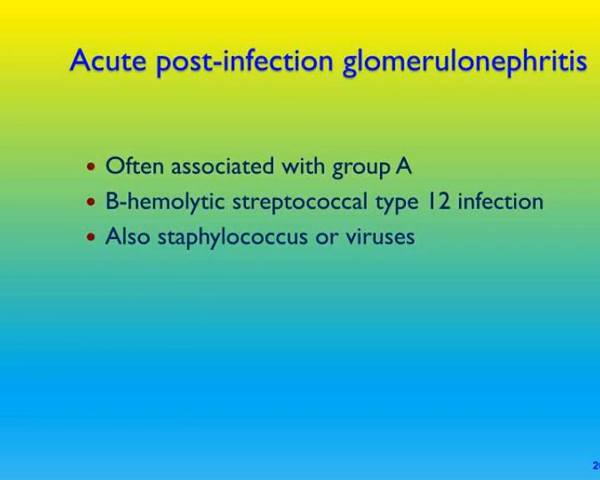 Acute post-infection glomerulonephritis
• Often associated with group A
• B-hemolytic streptococcal type 12 infection
• Also staphylococcus or viruses